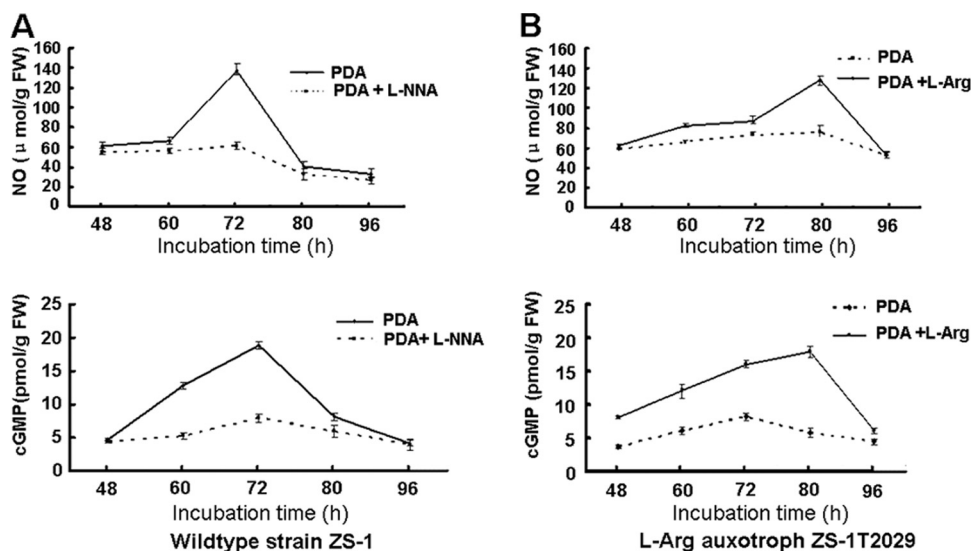 A
NO ( μ mol/g FW)
160
140
120
100
80
60
40
20
0
PDA
PDA + L-NNA
48 60 72 80 96
Incubation time (h)
B
NO ( μ mol/g FW)
160
140
120
100
80
60
40
20
0
PDA
PDA +L-Arg
48 60 72 80 96
Incubation time (h)
cGMP(pmol/g FW)
25
20
15
10
5
0
PDA
PDA+ L-NNA
48 60 72 80 96
Incubation time (h)
Wildtype strain ZS-1
cGMP (pmol/g FW)
25
20
15
10
5
0
PDA
PDA +L-Arg
48 60 72 80 96
Incubation time (h)
L-Arg auxotroph ZS-1T2029